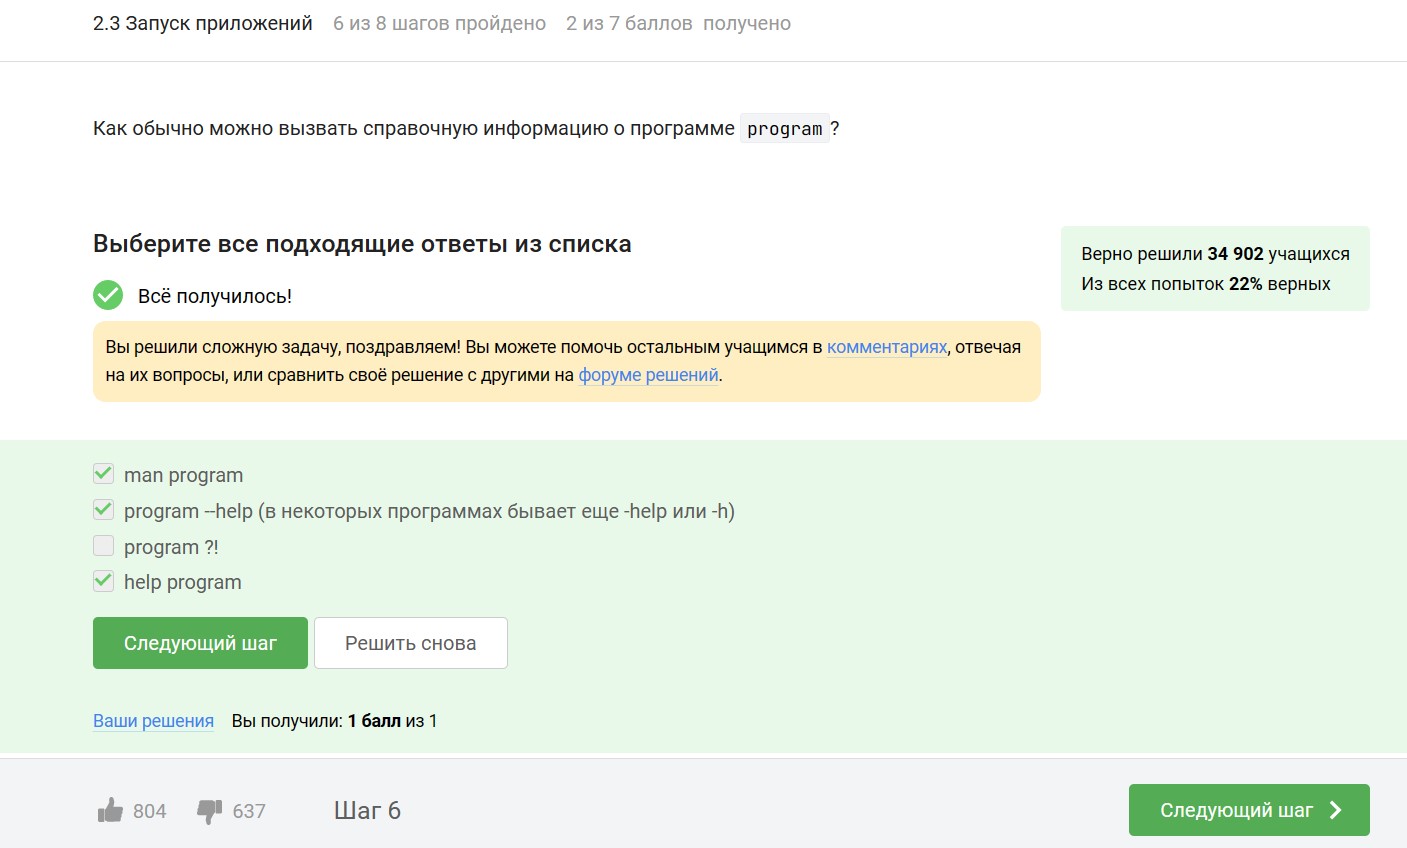 2.3 Запуск приложений 6 из 8 шагов пройдено 2 из 7 баллов получено
Как обычно можно вызвать справочную информацию о программе program?
Выберите все подходящие ответы из списка
Верно решили 34 902 учащихся
Из всех попыток 22% верных
Всё получилось!
Вы решили сложную задачу, поздравляем! Вы можете помочь остальным учащимся в комментариях, отвечая
на их вопросы, или сравнить своё решение с другими на форуме решений.
man program
program --help (в некоторых программах бывает еще -help или -h)
program ?!
help program
Следующий шаг Решить снова
Ваши решения Вы получили: 1 балл из 1
804 637 Шаг 6 Следующий шаг